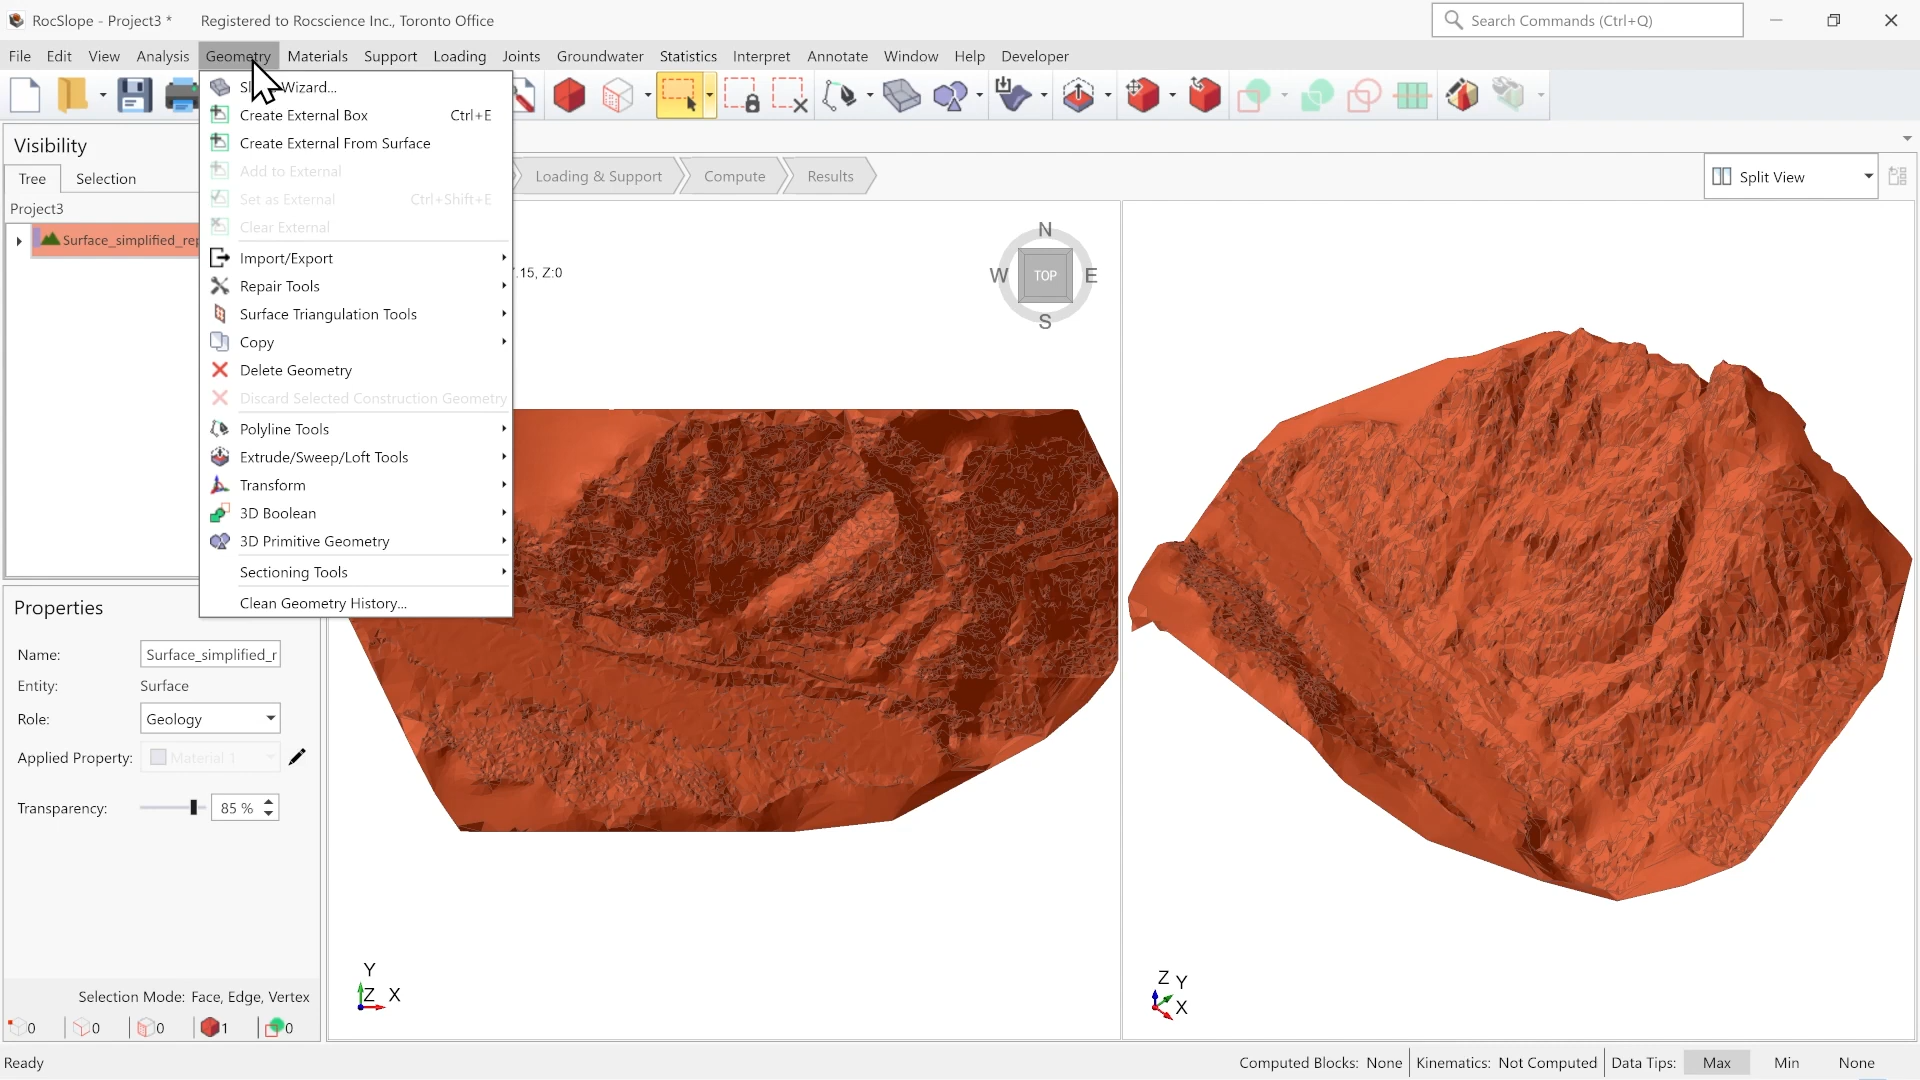 RocSlope - Project3 *
Registered to Rocscience Inc., Toronto Office
Search Commands (Ctrl+Q)
File Edit View Analysis Geometry Materials Support Loading Joints Groundwater Statistics Interpret Annotate Window Help Developer
Wizard...
Create External Box Ctrl+E
Create External From Surface
Add to External
Set as External Ctrl+Shift+E
Clear External
Import/Export
Repair Tools
Surface Triangulation Tools
Copy
Delete Geometry
Discard Selected Construction Geometry
Polyline Tools
Extrude/Sweep/Loft Tools
Transform
3D Boolean
3D Primitive Geometry
Sectioning Tools
Clean Geometry History...
Visibility
Tree Selection
Project3
Surface_simplified_rep
Loading & Support Compute Results
Split View
.15, Z:0
N
W TOP E
S
Properties
Name: Surface_simplified_r
Entity: Surface
Role: Geology
Applied Property: Material 1
Transparency: 85 %
Selection Mode: Face, Edge, Vertex
0 0 0 1 0
Y
Z X
Z Y
X
Ready
Computed Blocks: None Kinematics: Not Computed Data Tips: Max Min None